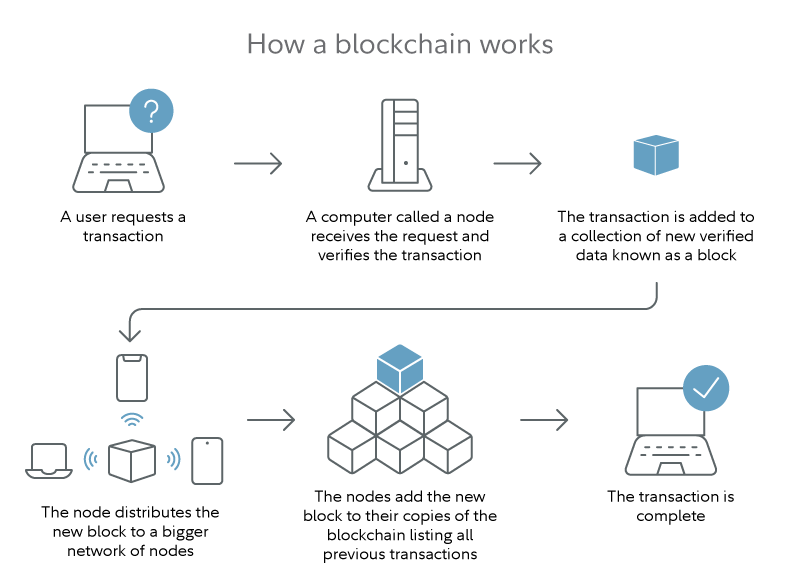 How a blockchain works
?
A user requests a
transaction
A computer called a node
receives the request and
verifies the transaction
The transaction is added to
a collection of new verified
data known as a block
The node distributes the
new block to a bigger
network of nodes
The nodes add the new
block to their copies of the
blockchain listing all
previous transactions
The transaction is
complete